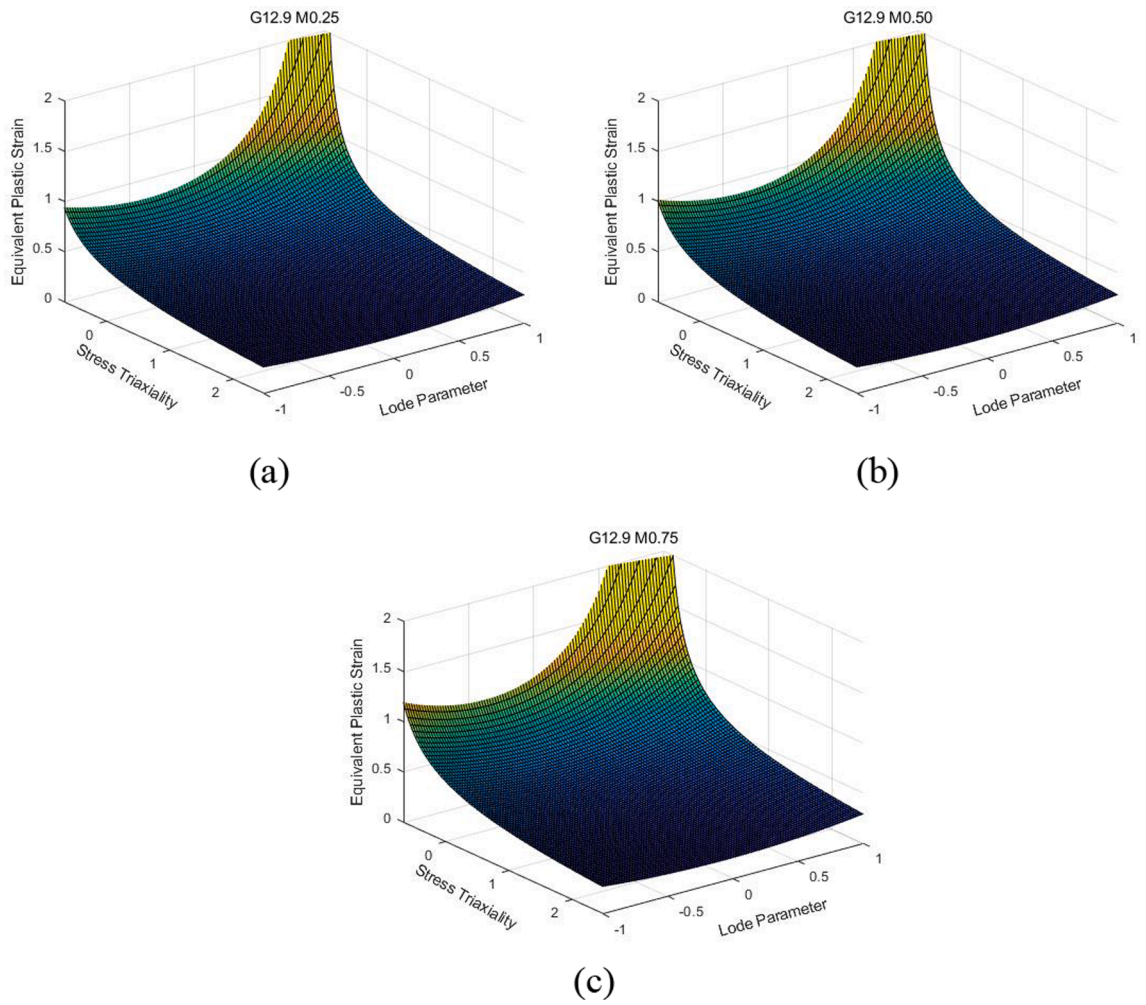 G12.9 M0.25
2
1.5
1
0.5
0
Equivalent Plastic Strain
0
1
2
Stress Triaxiality
-1
-0.5
0
0.5
1
Lode Parameter
(a)
G12.9 M0.50
2
1.5
1
0.5
0
Equivalent Plastic Strain
0
1
2
Stress Triaxiality
-1
-0.5
0
0.5
1
Lode Parameter
(b)
G12.9 M0.75
2
1.5
1
0.5
0
Equivalent Plastic Strain
0
1
2
Stress Triaxiality
-1
-0.5
0
0.5
1
Lode Parameter
(c)